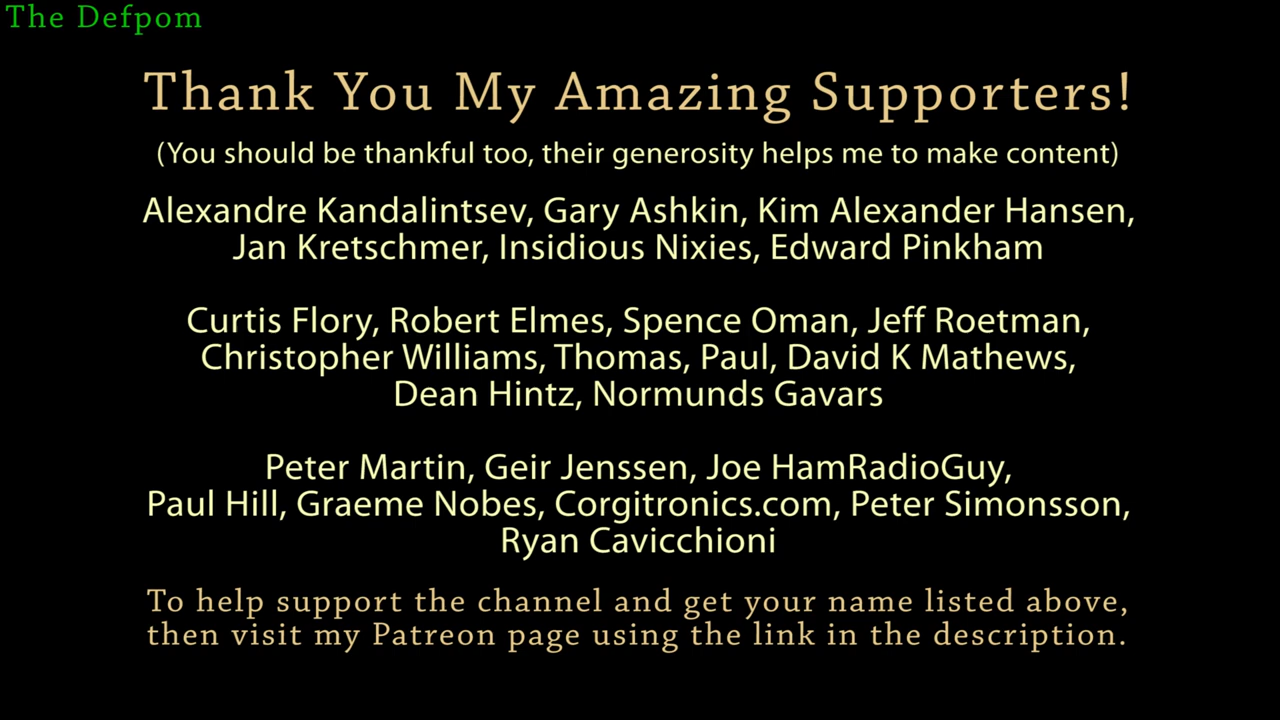 The Defpom
Thank You My Amazing Supporters!
(You should be thankful too, their generosity helps me to make content)
Alexandre Kandalintsev, Gary Ashkin, Kim Alexander Hansen,
Jan Kretschmer, Insidious Nixies, Edward Pinkham
Curtis Flory, Robert Elmes, Spence Oman, Jeff Roetman,
Christopher Williams, Thomas, Paul, David K Mathews,
Dean Hintz, Normunds Gavars
Peter Martin, Geir Jenssen, Joe HamRadioGuy,
Paul Hill, Graeme Nobes, Corgitronics.com, Peter Simonsson,
Ryan Cavicchioni
To help support the channel and get your name listed above,
then visit my Patreon page using the link in the description.